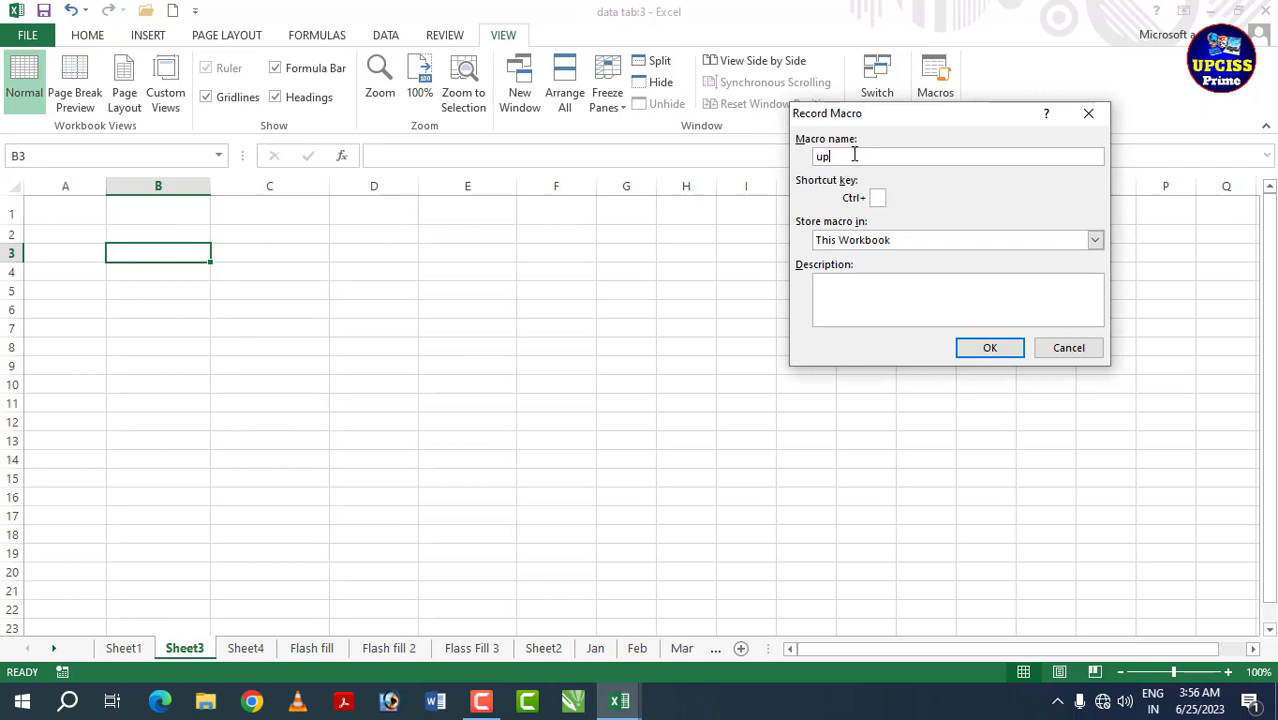 data tab:3 - Excel
FILE HOME INSERT PAGE LAYOUT FORMULAS DATA REVIEW VIEW Microsoft a
UPCISS
Prime
Normal
Page Break Preview
Page Layout
Custom Views
Workbook Views
Ruler
Formula Bar
Gridlines
Headings
Show
Zoom
100%
Zoom to Selection
Zoom
New Window
Arrange All
Freeze Panes
Split
Hide
Unhide
View Side by Side
Synchronous Scrolling
Reset Window Position
Window
Switch
Macros
Record Macro
Macro name:
up
Shortcut key:
Ctrl+
Store macro in:
This Workbook
Description:
OK Cancel
B3
fx
A B C D E F G H I P Q
1
2
3
4
5
6
7
8
9
10
11
12
13
14
15
16
17
18
19
20
21
22
23
Sheet1 Sheet3 Sheet4 Flash fill Flash fill 2 Flass Fill 3 Sheet2 Jan Feb Mar ...
READY 100%
ENG 3:56 AM
IN 6/25/2023